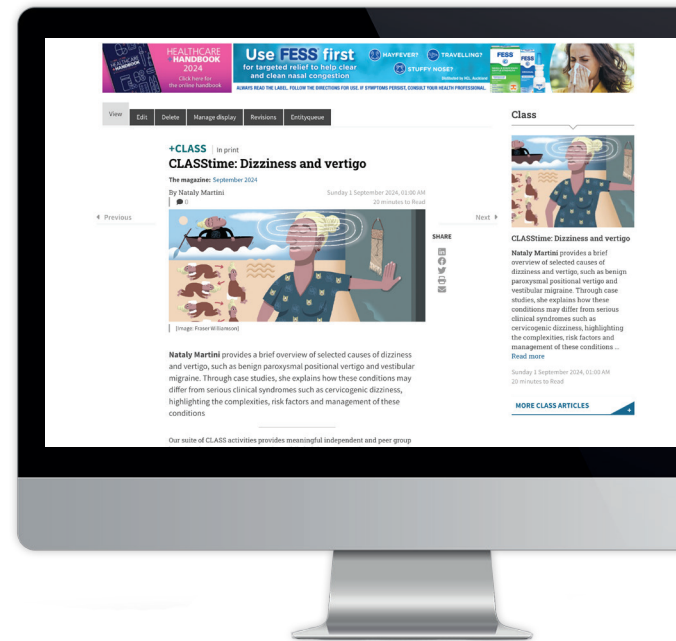 HEALTHCARE
HANDBOOK
2024
Click here for
the online handbook
HEALTHCARE
HANDBOOK
Use FESS first
for targeted relief to help clear
and clean nasal congestion
HAYFEVER?
TRAVELLING?
STUFFY NOSE?
FESS
FESS
Distributed by HCL, Auckland
ALWAYS READ THE LABEL. FOLLOW THE DIRECTIONS FOR USE. IF SYMPTOMS PERSIST, CONSULT YOUR HEALTH PROFESSIONAL.
View Edit Delete Manage display Revisions Entityqueue
+CLASS | In print
CLASStime: Dizziness and vertigo
The magazine: September 2024
By Nataly Martini
Sunday 1 September 2024, 01:00 AM
0
20 minutes to Read
Previous
Next
SHARE
[Image: Fraser Williamson]
Nataly Martini provides a brief overview of selected causes of dizziness
and vertigo, such as benign paroxysmal positional vertigo and vestibular
migraine. Through case studies, she explains how these conditions may
differ from serious clinical syndromes such as cervicogenic dizziness,
highlighting the complexities, risk factors and management of these
conditions
Our suite of CLASS activities provides meaningful independent and peer group
Class
CLASStime: Dizziness and vertigo
Nataly Martini provides a brief
overview of selected causes of
dizziness and vertigo, such as benign
paroxysmal positional vertigo and
vestibular migraine. Through case
studies, she explains how these
conditions may differ from serious
clinical syndromes such as
cervicogenic dizziness, highlighting
the complexities, risk factors and
management of these conditions ...
Read more
Sunday 1 September 2024, 01:00 AM
20 minutes to Read
MORE CLASS ARTICLES +